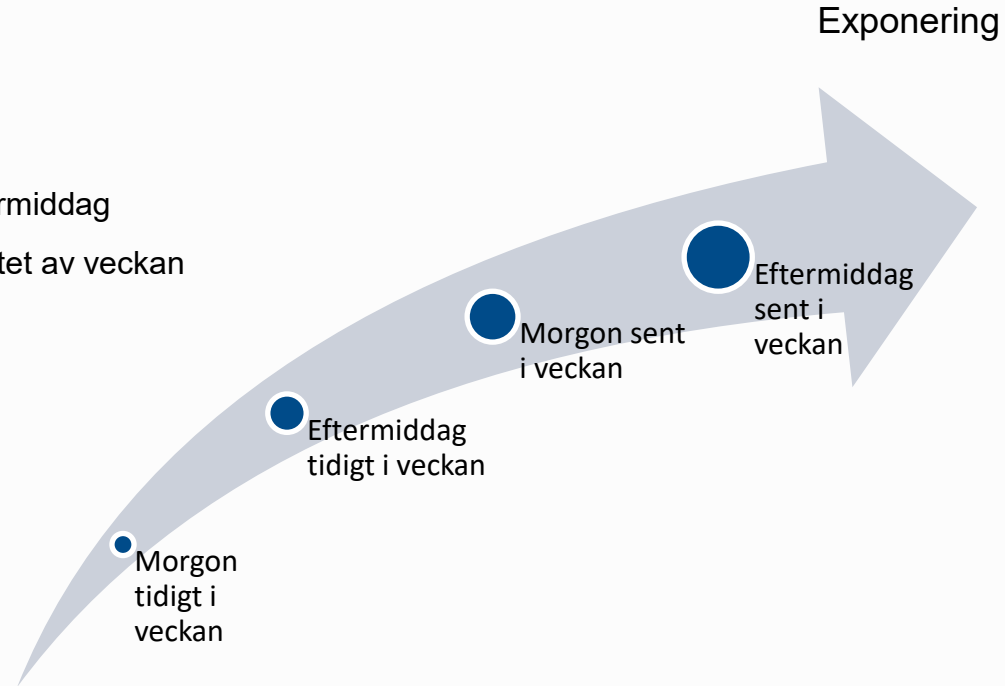 Exponering
rmiddag
tet av veckan
Eftermiddag
sent i
veckan
Morgon sent
i veckan
Eftermiddag
tidigt i veckan
Morgon
tidigt i
veckan